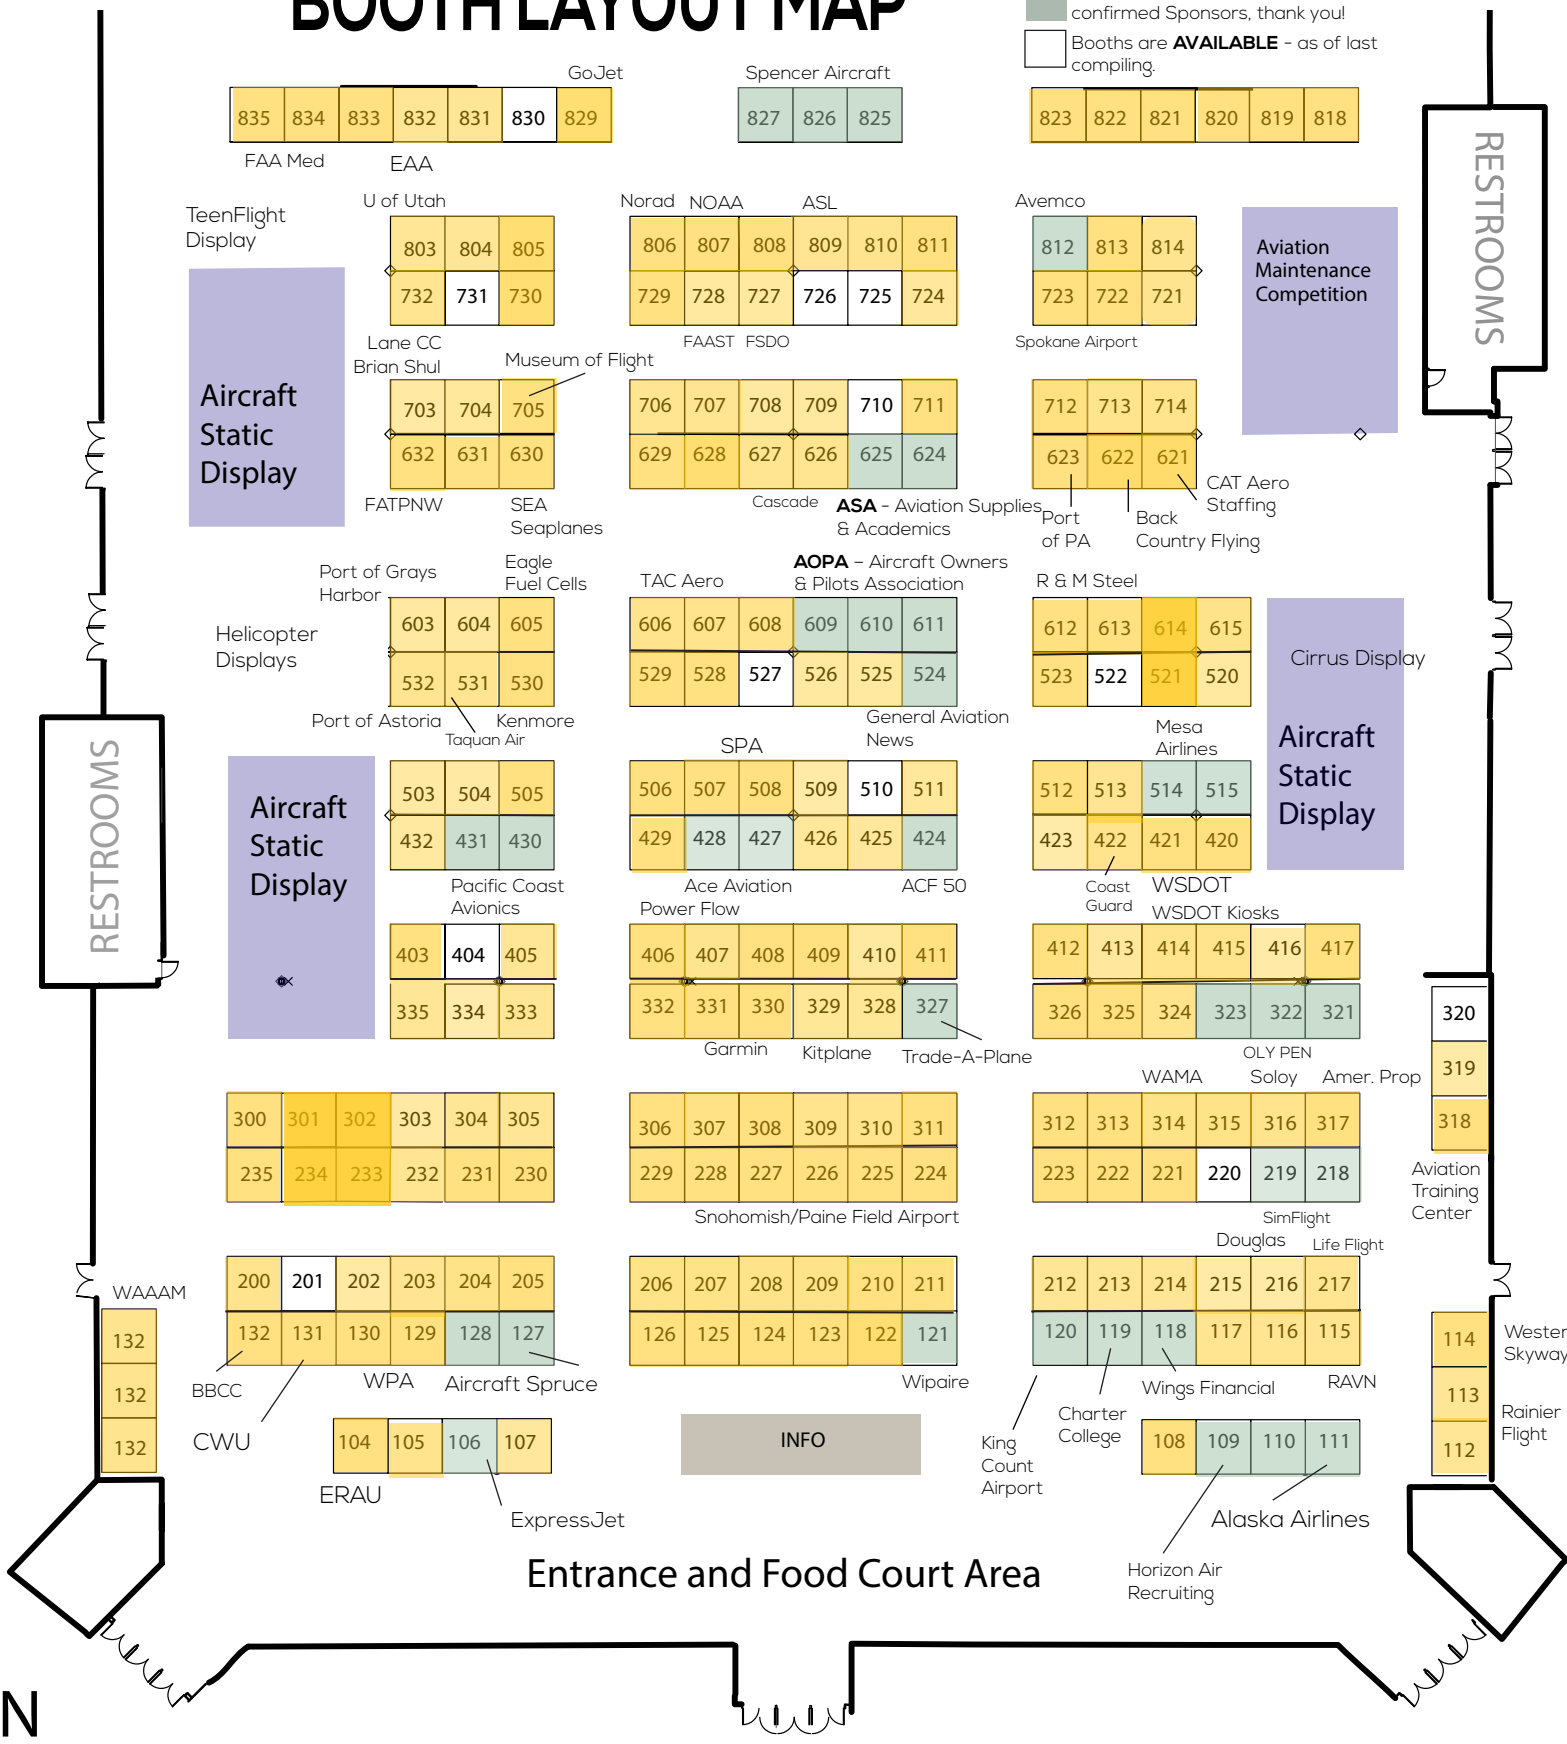 BOOTH LAYOUT MAP
confirmed Sponsors, thank you!
Booths are AVAILABLE - as of last
compiling.
GoJet
Spencer Aircraft
835 834 833 832 831 830 829
827 826 825
823 822 821 820 819 818
FAA Med
EAA
RESTROOMS
TeenFlight
Display
U of Utah
Norad NOAA ASL
Avemco
803 804 805
806 807 808 809 810 811
812 813 814
732 731 730
729 728 727 726 725 724
723 722 721
Aviation
Maintenance
Competition
Lane CC
Brian Shul
Museum of Flight
FAAST FSDO
Spokane Airport
Aircraft
Static
Display
703 704 705
706 707 708 709 710 711
712 713 714
632 631 630
629 628 627 626 625 624
623 622 621
FATPNW
SEA
Seaplanes
Cascade
ASA - Aviation Supplies
& Academics
Port
of PA
Back
Country Flying
CAT Aero
Staffing
Port of Grays
Harbor
Eagle
Fuel Cells
TAC Aero
AOPA – Aircraft Owners
& Pilots Association
R & M Steel
Helicopter
Displays
603 604 605
606 607 608 609 610 611
612 613 614 615
532 531 530
529 528 527 526 525 524
523 522 521 520
Cirrus Display
Aircraft
Static
Display
Port of Astoria
Taquan Air
Kenmore
SPA
General Aviation
News
Mesa
Airlines
RESTROOMS
Aircraft
Static
Display
503 504 505
506 507 508 509 510 511
512 513 514 515
432 431 430
429 428 427 426 425 424
423 422 421 420
Pacific Coast
Avionics
Ace Aviation
Power Flow
ACF 50
Coast
Guard
WSDOT
WSDOT Kiosks
403 404 405
406 407 408 409 410 411
412 413 414 415 416 417
335 334 333
332 331 330 329 328 327
326 325 324 323 322 321
320
319
318
Garmin
Kitplane
Trade-A-Plane
OLY PEN
WAMA
Soloy
Amer. Prop
300 301 302 303 304 305
306 307 308 309 310 311
312 313 314 315 316 317
235 234 233 232 231 230
229 228 227 226 225 224
223 222 221 220 219 218
Aviation
Training
Center
Snohomish/Paine Field Airport
SimFlight
Douglas
Life Flight
WAAAM
132
132
132
200 201 202 203 204 205
206 207 208 209 210 211
212 213 214 215 216 217
132 131 130 129 128 127
126 125 124 123 122 121
120 119 118 117 116 115
114
113
112
Wester
Skyway
Rainier
Flight
BBCC
CWU
WPA
Aircraft Spruce
Wipaire
King
Count
Airport
Charter
College
Wings Financial
RAVN
104 105 106 107
INFO
108 109 110 111
ERAU
ExpressJet
Alaska Airlines
Horizon Air
Recruiting
Entrance and Food Court Area
N